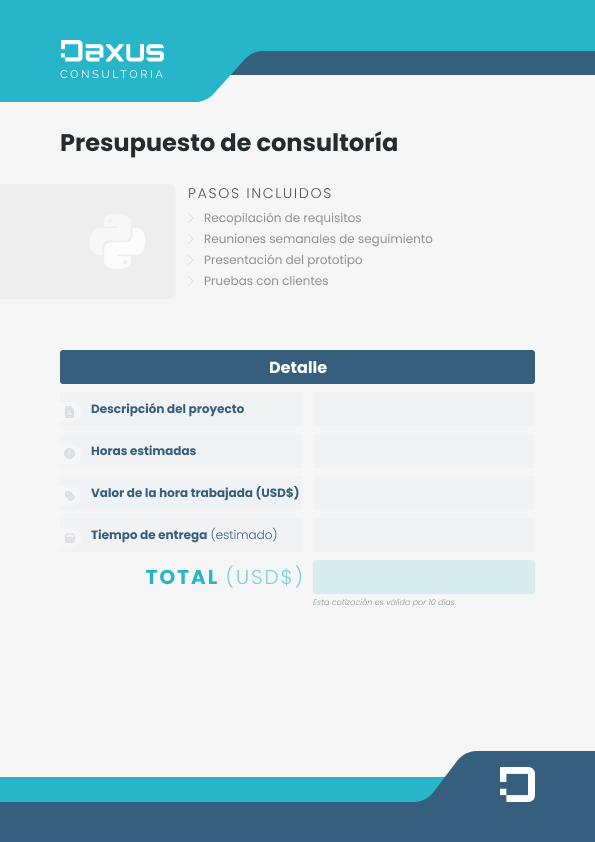 Daxus
CONSULTORIA
Presupuesto de consultoría
PASOS INCLUIDOS
Recopilación de requisitos
Reuniones semanales de seguimiento
Presentación del prototipo
Pruebas con clientes
Detalle
Descripción del proyecto
Horas estimadas
Valor de la hora trabajada (USD$)
Tiempo de entrega (estimado)
TOTAL (USD$)
Esta cotización es válida por 10 días.